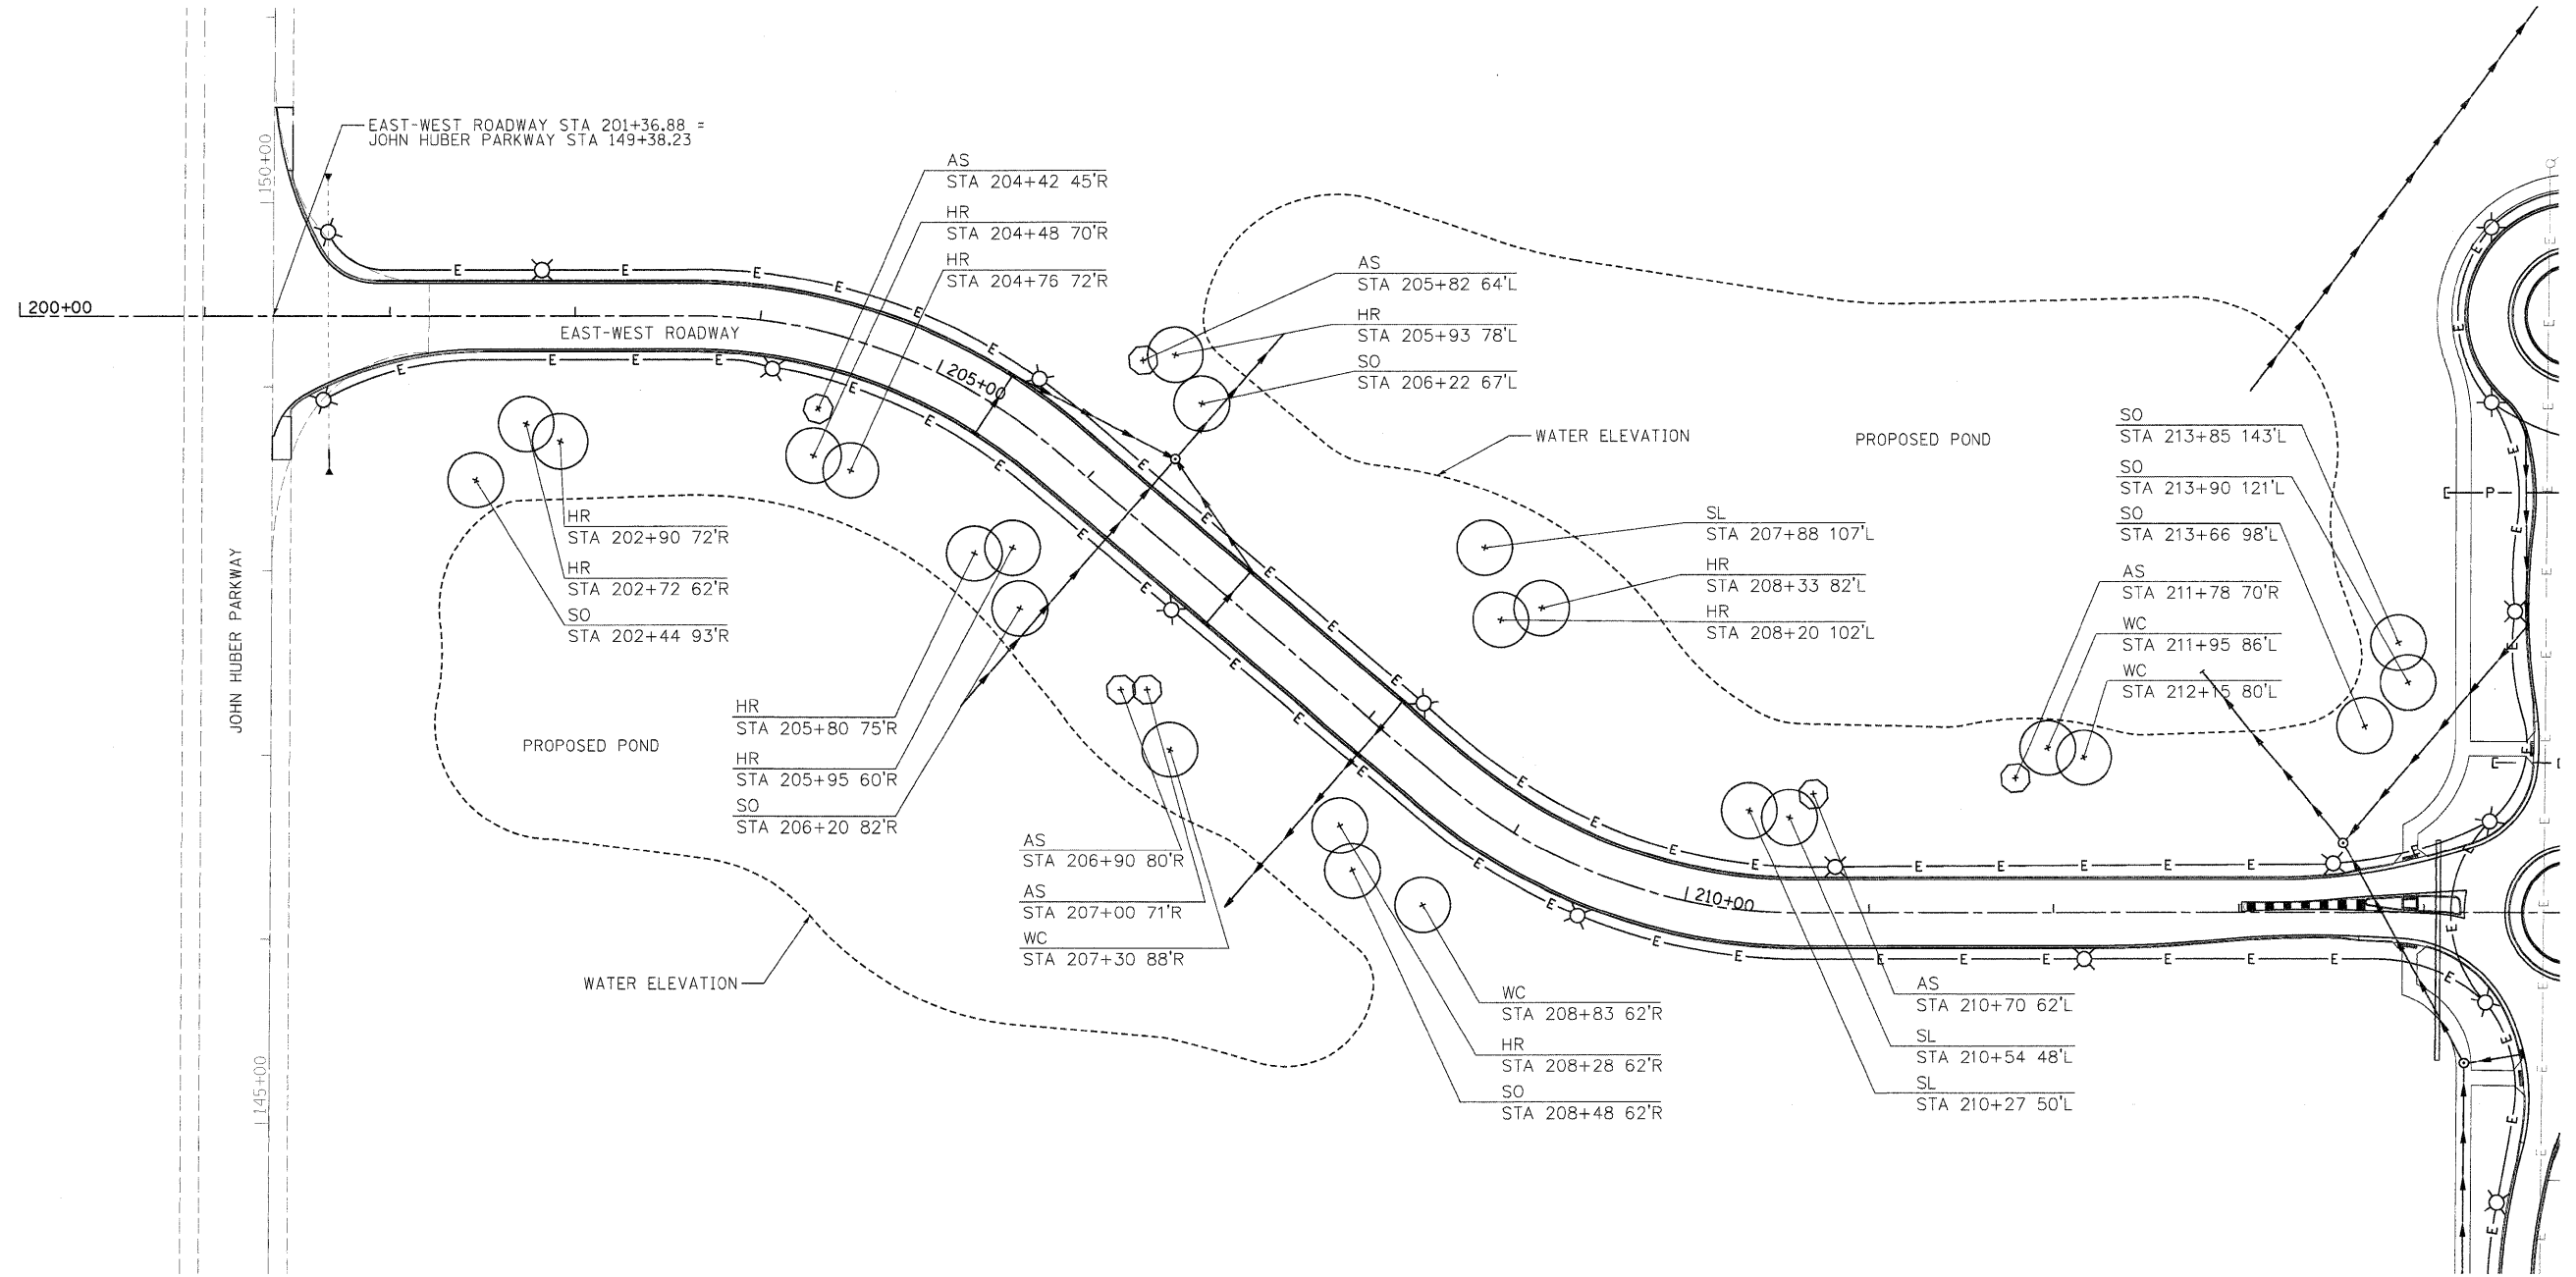 EAST-WEST ROADWAY STA 201+36.88 =
JOHN HUBER PARKWAY STA 149+38.23
150+00
200+00
EAST-WEST ROADWAY
AS
STA 204+42 45'R
HR
STA 204+48 70'R
HR
STA 204+76 72'R
205+00
AS
STA 205+82 64'L
HR
STA 205+93 78'L
SO
STA 206+22 67'L
WATER ELEVATION
PROPOSED POND
SO
STA 213+85 143'L
SO
STA 213+90 121'L
SO
STA 213+66 98'L
AS
STA 211+78 70'R
WC
STA 211+95 86'L
WC
STA 212+15 80'L
SL
STA 207+88 107'L
HR
STA 208+33 82'L
HR
STA 208+20 102'L
HR
STA 202+90 72'R
HR
STA 202+72 62'R
SO
STA 202+44 93'R
JOHN HUBER PARKWAY
PROPOSED POND
HR
STA 205+80 75'R
HR
STA 205+95 60'R
SO
STA 206+20 82'R
AS
STA 206+90 80'R
AS
STA 207+00 71'R
WC
STA 207+30 88'R
WATER ELEVATION
210+00
WC
STA 208+83 62'R
HR
STA 208+28 62'R
SO
STA 208+48 62'R
AS
STA 210+70 62'L
SL
STA 210+54 48'L
SL
STA 210+27 50'L
145+00